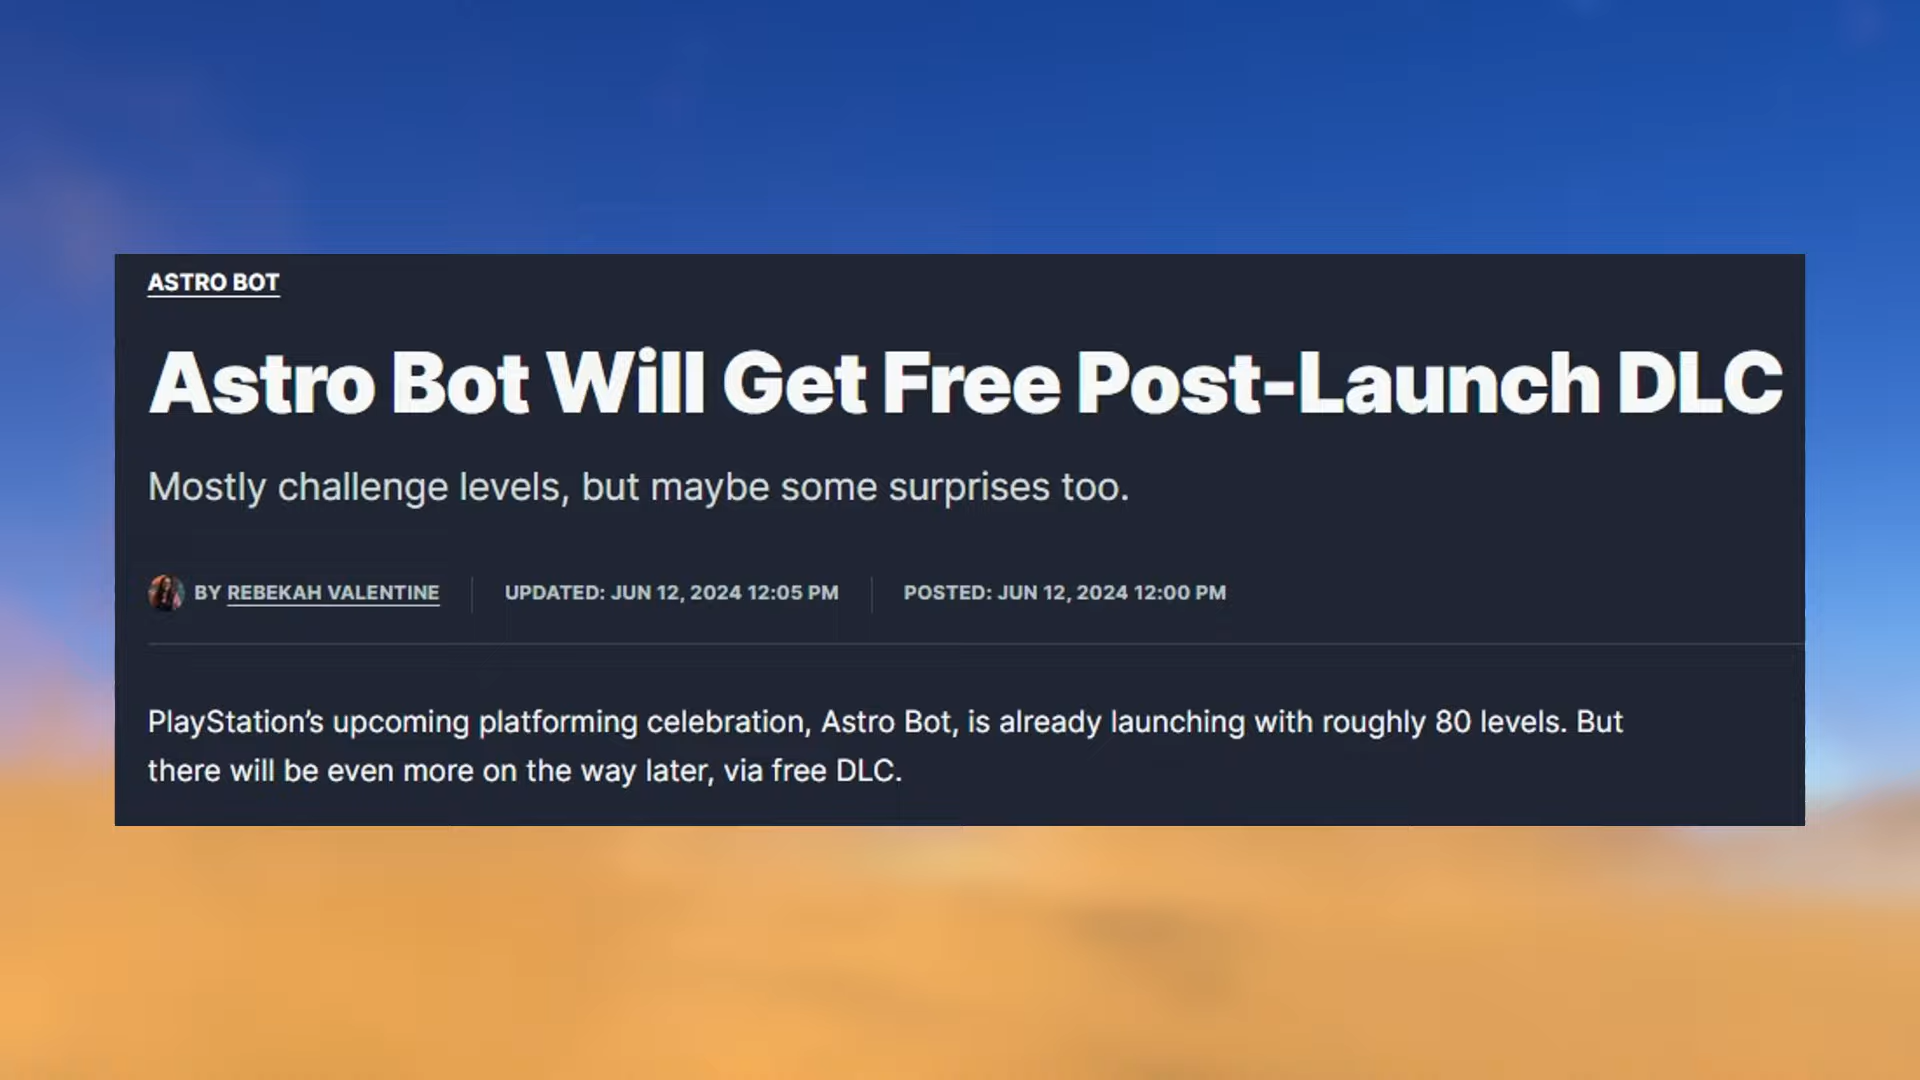 ASTRO BOT
Astro Bot Will Get Free Post-Launch DLC
Mostly challenge levels, but maybe some surprises too.
BY REBEKAH VALENTINE UPDATED: JUN 12, 2024 12:05 PM POSTED: JUN 12, 2024 12:00 PM
PlayStation’s upcoming platforming celebration, Astro Bot, is already launching with roughly 80 levels. But
there will be even more on the way later, via free DLC.